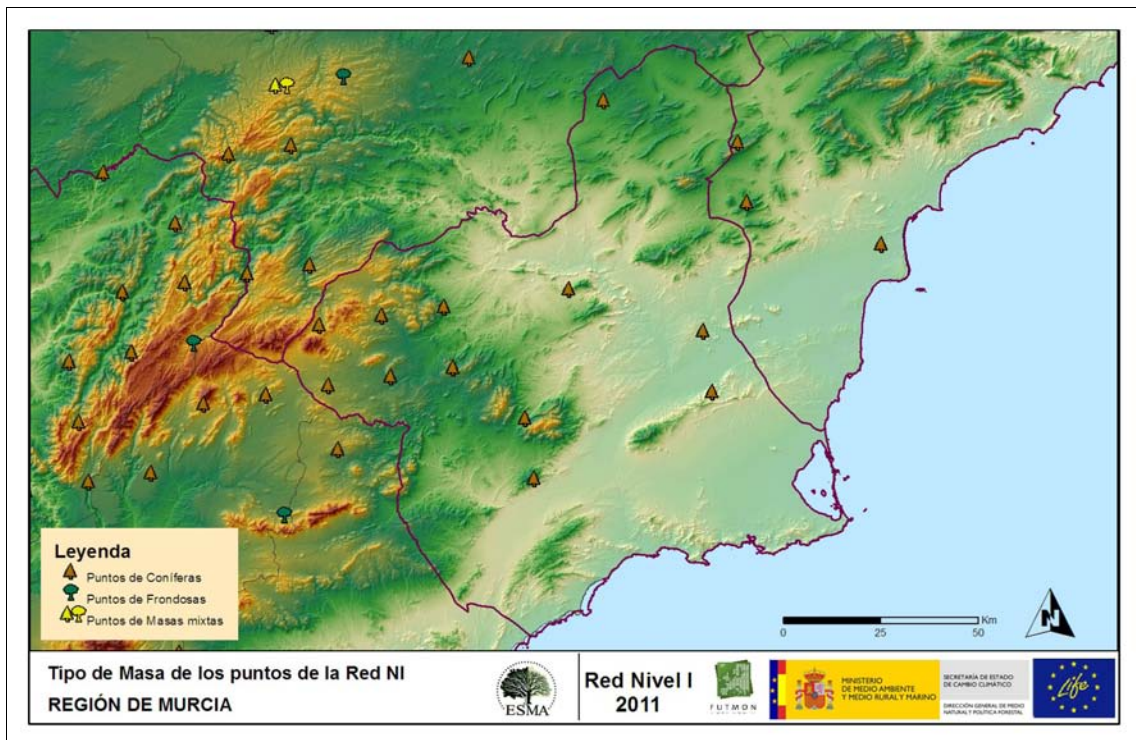 Leyenda
Puntos de Coníferas
Puntos de Frondosas
Puntos de Masas mixtas
Km
0 25 50
N
Tipo de Masa de los puntos de la Red NI
REGIÓN DE MURCIA
ESMA
Red Nivel I
2011
FUTMON
MINISTERIO
DE MEDIO AMBIENTE
Y MEDIO RURAL Y MARINO
SECRETARÍA DE ESTADO
DE CAMBIO CLIMÁTICO
DIRECCIÓN GENERAL DE MEDIO
NATURAL Y POLÍTICA FORESTAL
Life